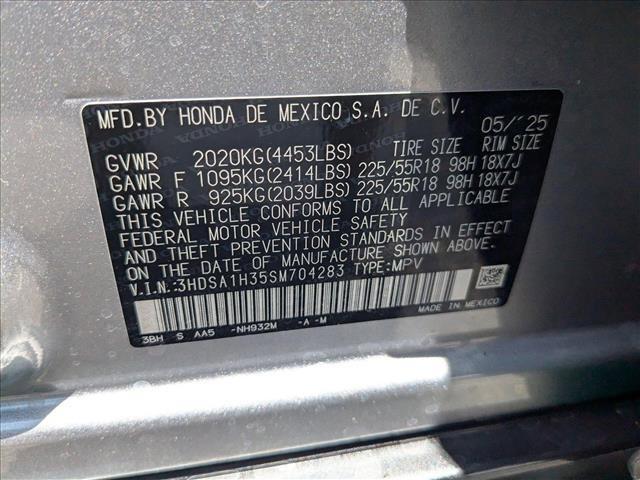 MFD.BY HONDA DE MEXICO S.A. DE C.V. 05/'25
GVWR 2020KG(4453LBS) TIRE SIZE RIM SIZE
GAWR F 1095KG(2414LBS) 225/55R18 98H 18X7J
GAWR R 925KG(2039LBS) 225/55R18 98H 18X7J
THIS VEHICLE CONFORMS TO ALL APPLICABLE
FEDERAL MOTOR VEHICLE SAFETY
AND THEFT PREVENTION STANDARDS IN EFFECT
ON THE DATE OF MANUFACTURE SHOWN ABOVE.
V.I.N.:3HDSA1H35SM704283 TYPE:MPV
3BH S AA5 -NH932M -A -M MADE IN MEXICO